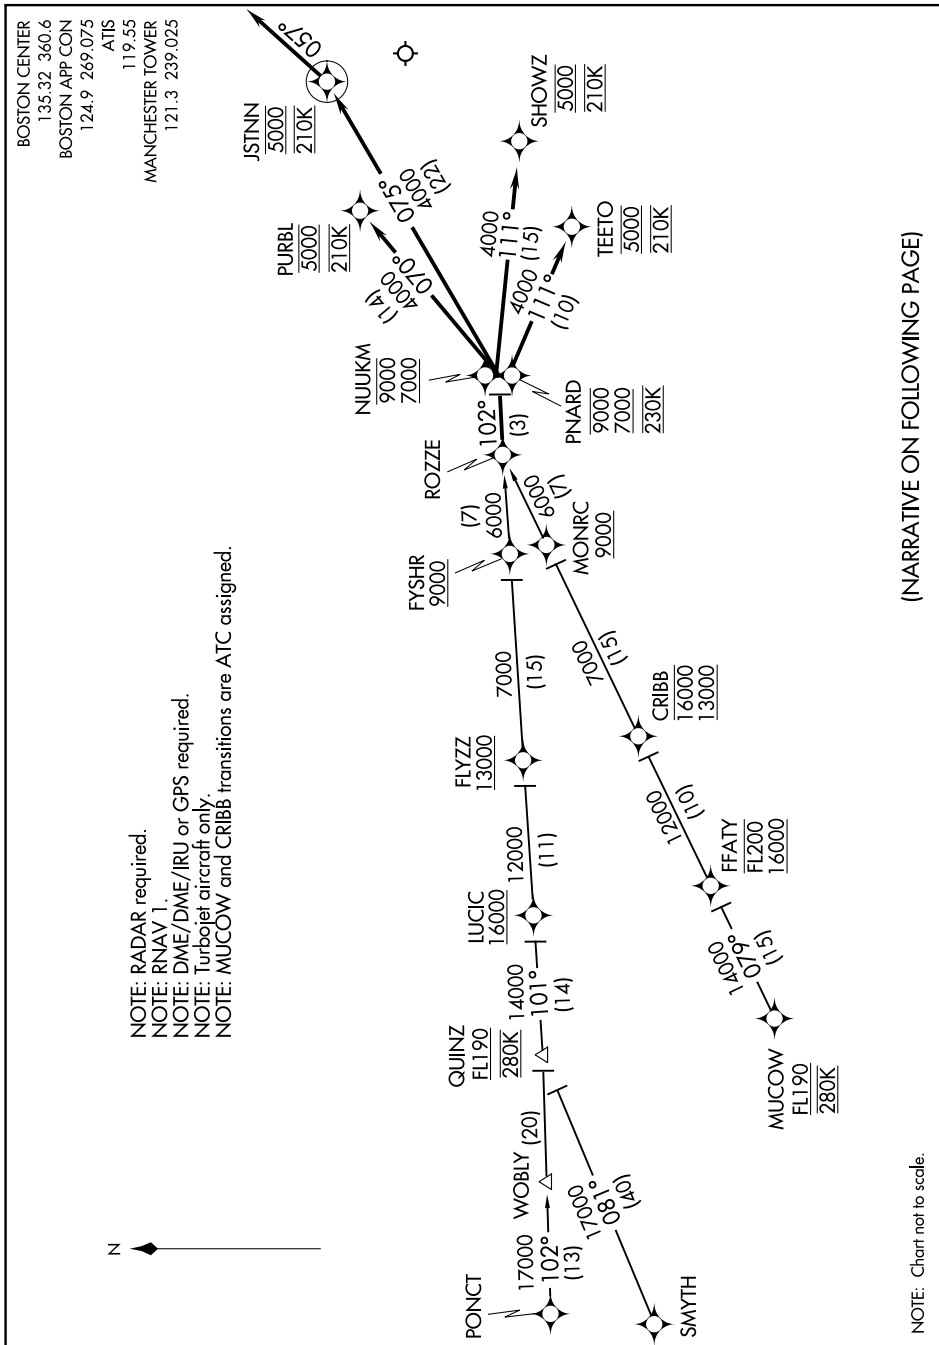 BOSTON CENTER
135.32 360.6
BOSTON APP CON
124.9 269.075
ATIS
119.55
MANCHESTER TOWER
121.3 239.025
N
NOTE: RADAR required.
NOTE: RNAV 1.
NOTE: DME/DME/IRU or GPS required.
NOTE: Turbojet aircraft only.
NOTE: MUCOW and CRIBB transitions are ATC assigned.
PONCT
17000
102°
(13)
WOBLY
(20)
SMYTH
17000
081°
(40)
QUINZ
FL190
280K
14000
101°
(14)
LUCIC
16000
12000
(11)
FLYZZ
13000
7000
(15)
FYSHR
9000
(7)
6000
ROZZE
102°
(3)
MUCOW
FL190
280K
14000
079°
(15)
FFATY
FL200
16000
12000
(10)
CRIBB
16000
13000
7000
(15)
MONRC
9000
6000
(7)
NUUKM
9000
7000
PNARD
9000
7000
230K
(14)
4000
070°
PURBL
5000
210K
075°
4000
(22)
JSTNN
5000
210K
057°
4000
111°
(15)
SHOWZ
5000
210K
4000
111°
(10)
TEETO
5000
210K
(NARRATIVE ON FOLLOWING PAGE)
NOTE: Chart not to scale.